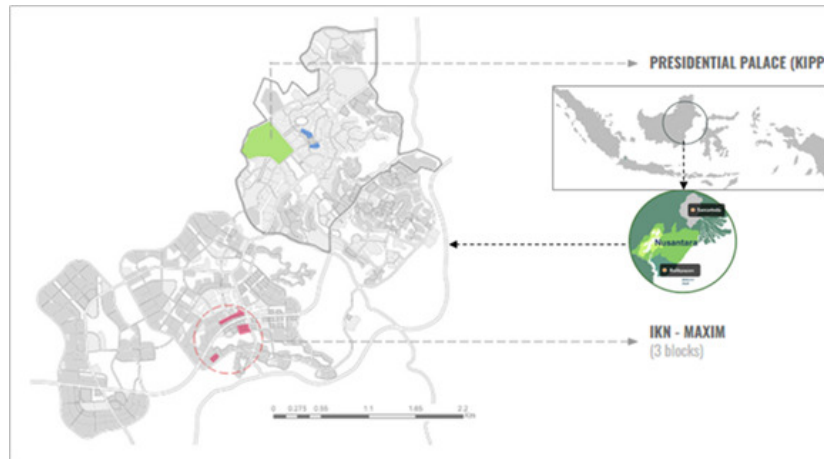 PRESIDENTIAL PALACE (KIPP
Nusantara
IKN - MAXIM
(3 blocks)
0 0.275 0.55 1.1 1.65 2.2